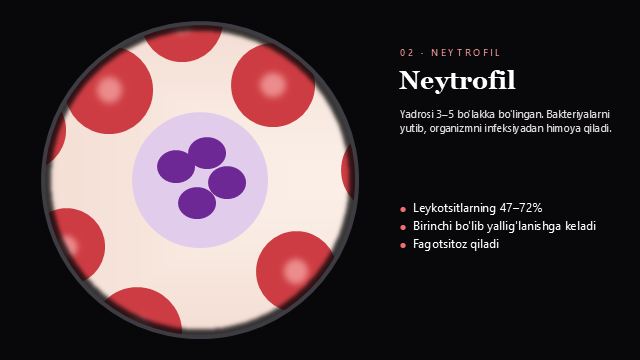 02 - NEYTROFIL
Neytrofil
Yadrosi 3–5 bo'lakka bo'lingan. Bakteriyalarni
yutib, organizmni infeksiyadan himoya qiladi.
• Leykotsitlarning 47–72%
• Birinchi bo'lib yallig'lanishga keladi
• Fagotsitoz qiladi